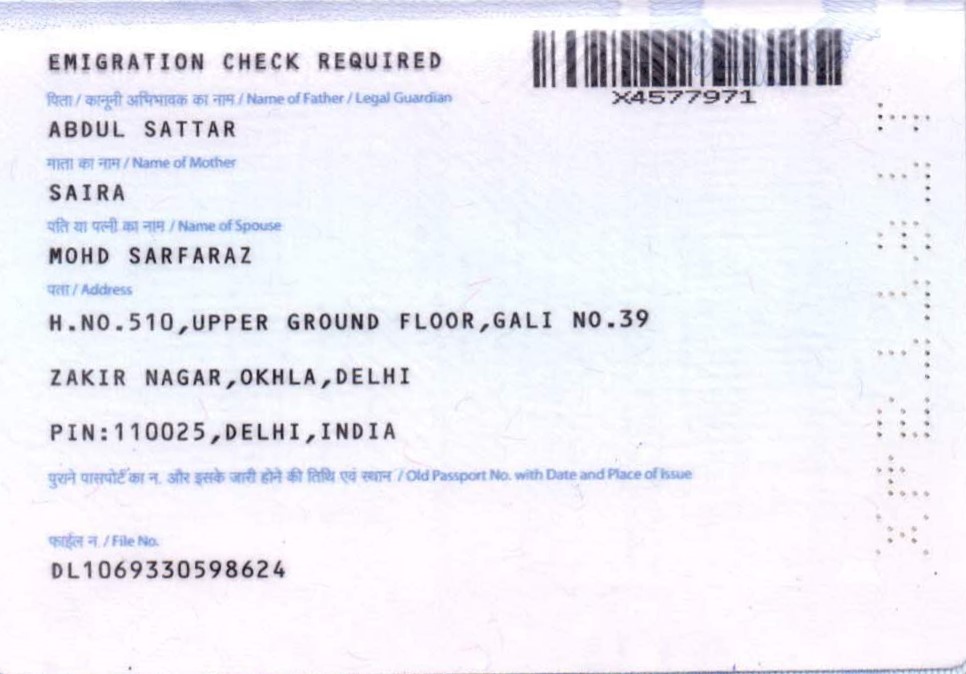 EMIGRATION CHECK REQUIRED
X4577971
पिता / कानूनी अभिभावक का नाम / Name of Father / Legal Guardian
ABDUL SATTAR
माता का नाम / Name of Mother
SAIRA
पति या पत्नी का नाम / Name of Spouse
MOHD SARFARAZ
पता / Address
H.NO.510,UPPER GROUND FLOOR,GALI NO.39
ZAKIR NAGAR,OKHLA,DELHI
PIN:110025,DELHI,INDIA
पुराने पासपोर्ट का न. और इसके जारी होने की तिथि एवं स्थान / Old Passport No. with Date and Place of Issue
फाईल न. / File No.
DL1069330598624
X4577971